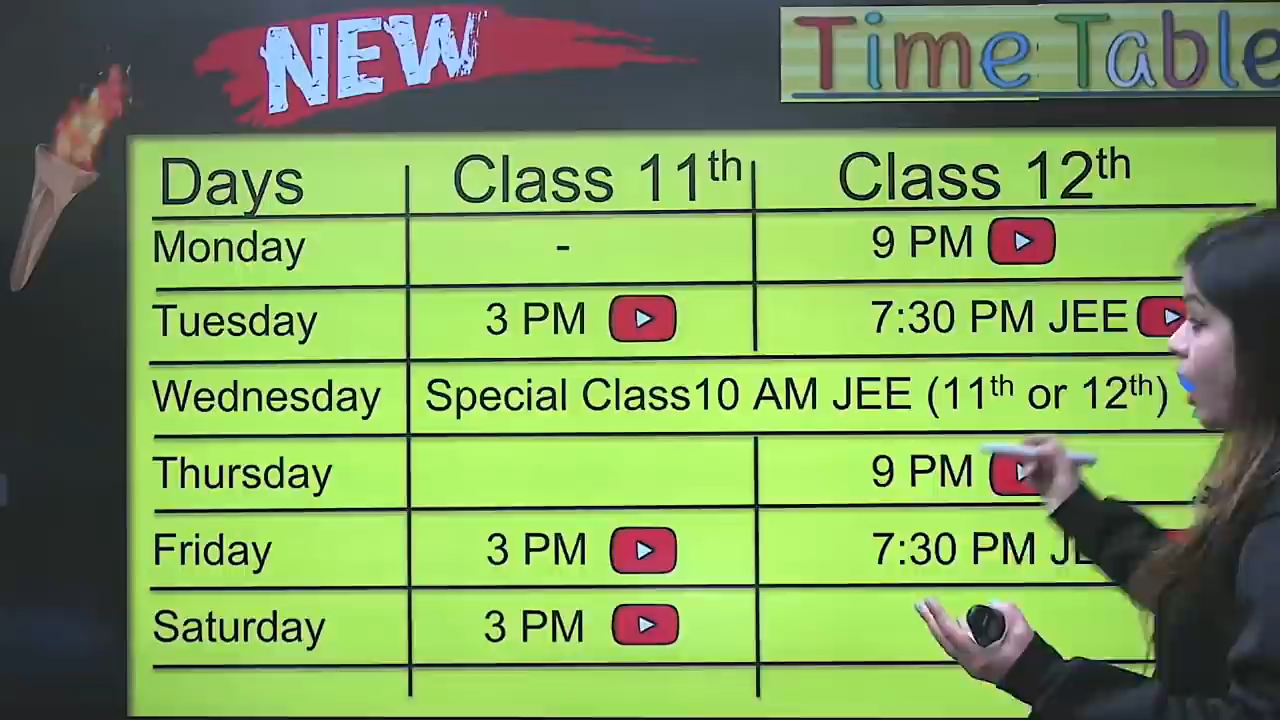 NEW
Time Table
Days Class 11th Class 12th
Monday - 9 PM
Tuesday 3 PM 7:30 PM JEE
Wednesday Special Class10 AM JEE (11th or 12th)
Thursday 9 PM
Friday 3 PM 7:30 PM
Saturday 3 PM